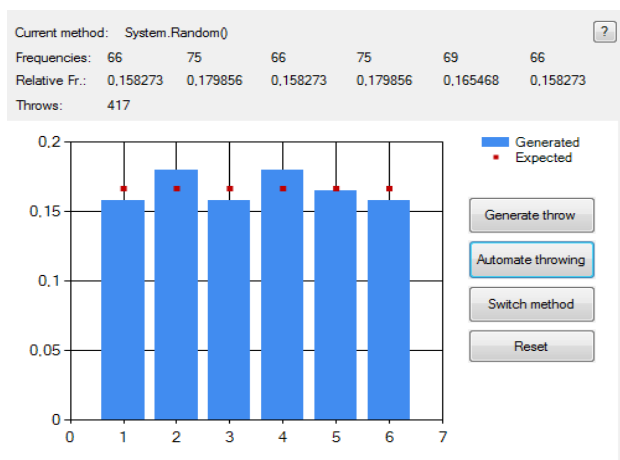 Current method: System.Random()
?
Frequencies: 66 75 66 75 69 66
Relative Fr.: 0,158273 0,179856 0,158273 0,179856 0,165468 0,158273
Throws: 417
0,2
0,15
0,1
0,05
0
0 1 2 3 4 5 6 7
Generated
Expected
Generate throw
Automate throwing
Switch method
Reset